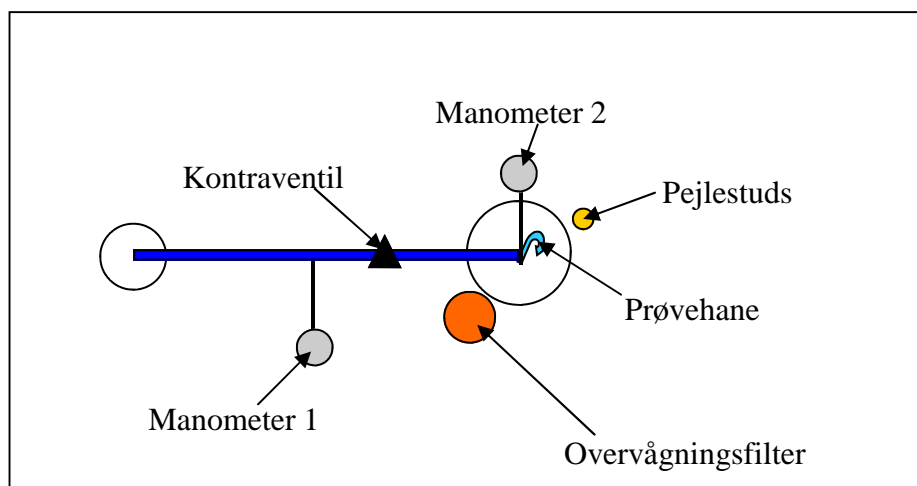 Manometer 2
Kontraventil
Pejlestuds
Prøvehane
Manometer 1
Overvågningsfilter